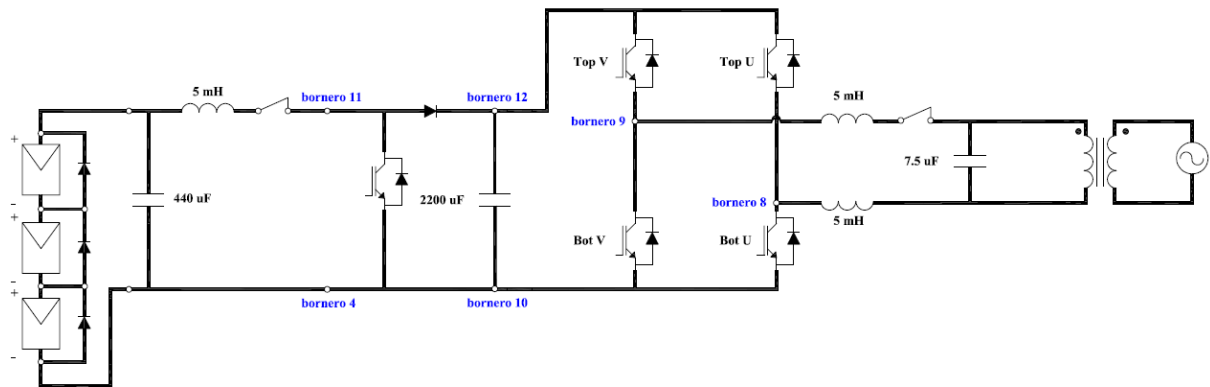 Top V
Top U
5 mH
bornero 11
bornero 12
5 mH
bornero 9
+
440 uF
2200 uF
7.5 uF
-
+
bornero 8
5 mH
Bot V
Bot U
-
+
bornero 4
bornero 10
-